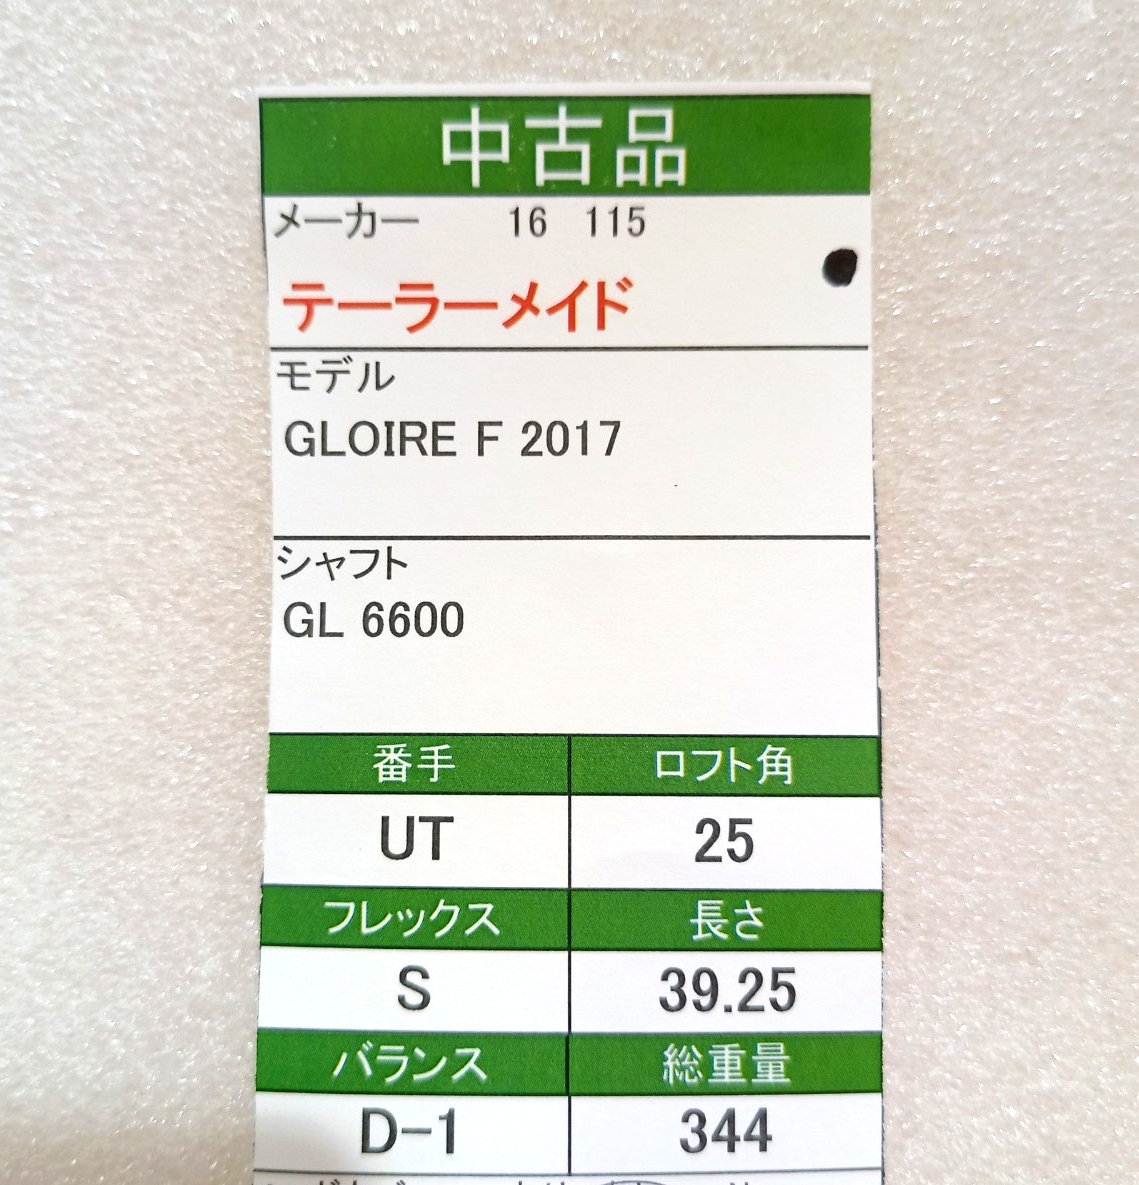 中古品
メーカー 16 115
テーラーメイド
モデル
GLOIRE F 2017
シャフト
GL 6600
番手 ロフト角
UT 25
フレックス 長さ
S 39.25
バランス 総重量
D-1 344